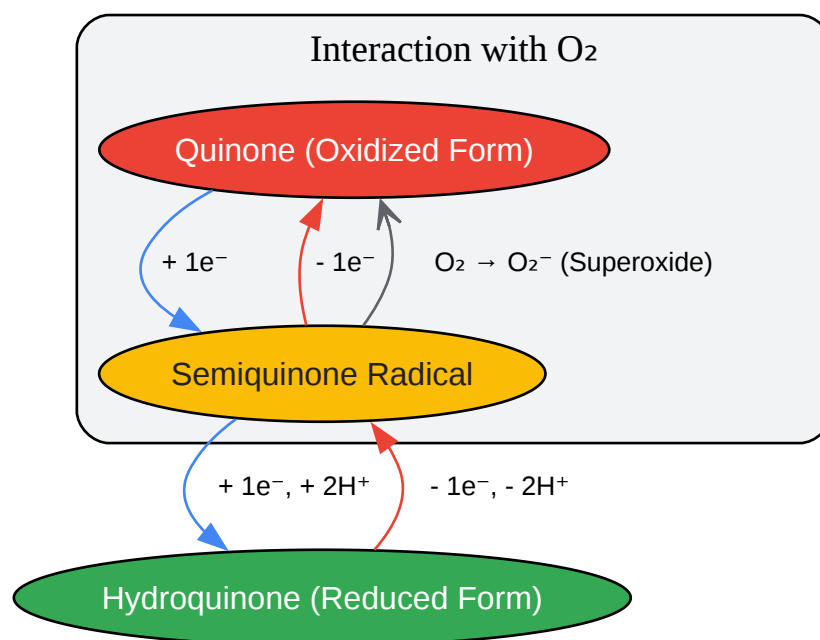 Interaction with O₂
Quinone (Oxidized Form)
+ 1e⁻
- 1e⁻
O₂ → O₂⁻ (Superoxide)
Semiquinone Radical
+ 1e⁻, + 2H⁺
- 1e⁻, - 2H⁺
Hydroquinone (Reduced Form)